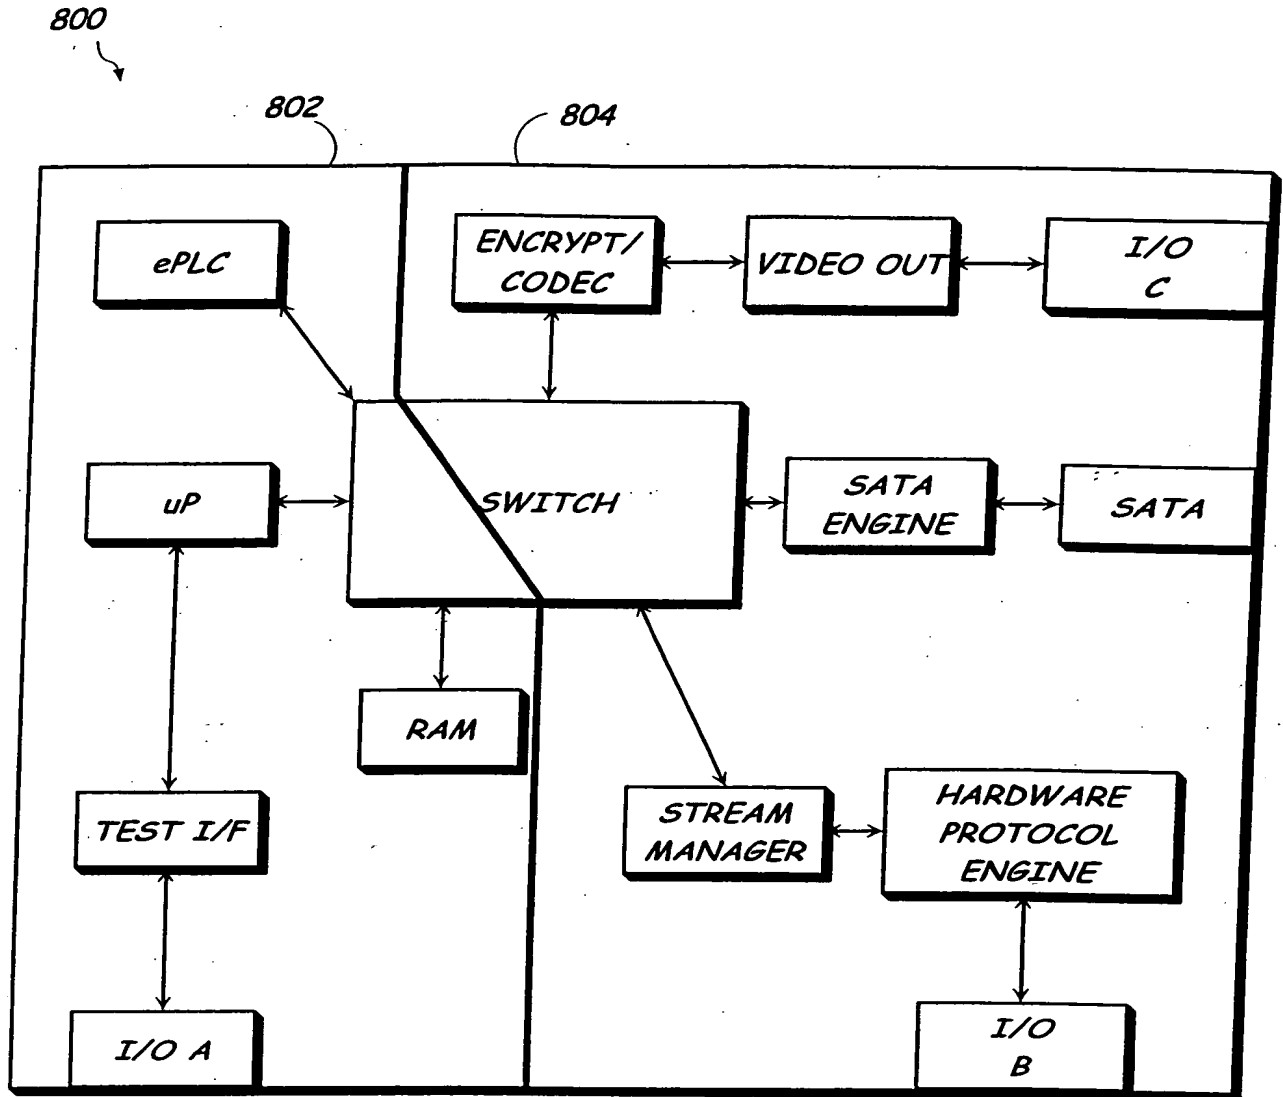 800
802
804
ePLC
ENCRYPT/
CODEC
VIDEO OUT
I/O
C
uP
SWITCH
SATA
ENGINE
SATA
RAM
TEST I/F
STREAM
MANAGER
HARDWARE
PROTOCOL
ENGINE
I/O A
I/O
B